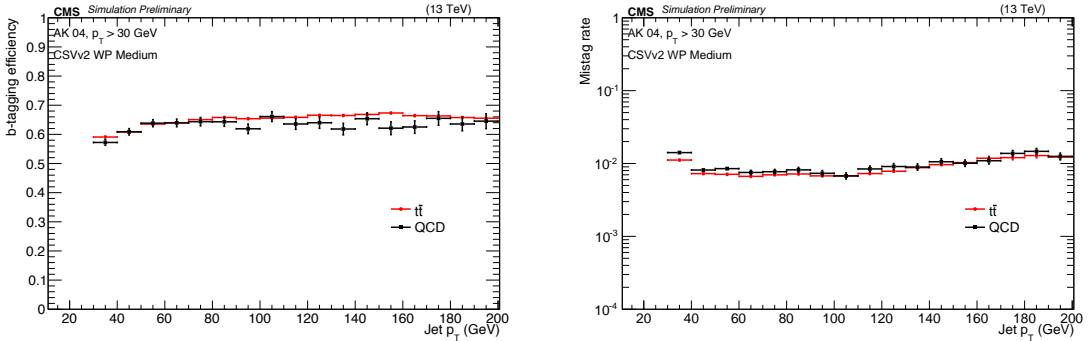 CMS Simulation Preliminary (13 TeV)
AK 04, p_T > 30 GeV
CSVv2 WP Medium
b-tagging efficiency
1
0.9
0.8
0.7
0.6
0.5
0.4
0.3
0.2
0.1
0
tt̄
QCD
20 40 60 80 100 120 140 160 180 200
Jet p_T (GeV)
CMS Simulation Preliminary (13 TeV)
AK 04, p_T > 30 GeV
CSVv2 WP Medium
Mistag rate
1
10⁻¹
10⁻²
10⁻³
10⁻⁴
tt̄
QCD
20 40 60 80 100 120 140 160 180 200
Jet p_T (GeV)